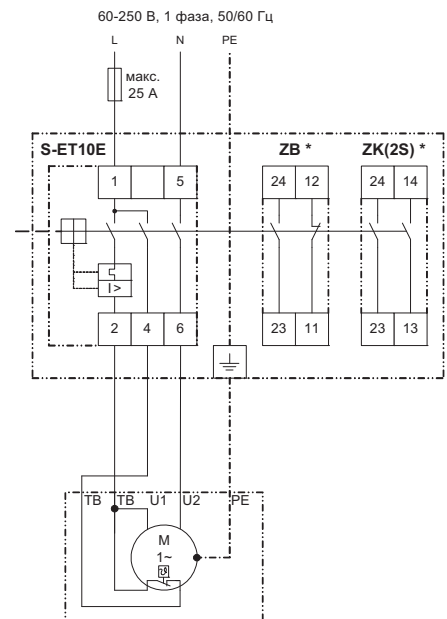 60-250 В, 1 фаза, 50/60 Гц
L N PE
макс.
25 А
S-ET10E ZB * ZK(2S) *
1 5 24 12 24 14
I>
2 4 6 23 11 23 13
TB TB U1 U2 PE
M
1~